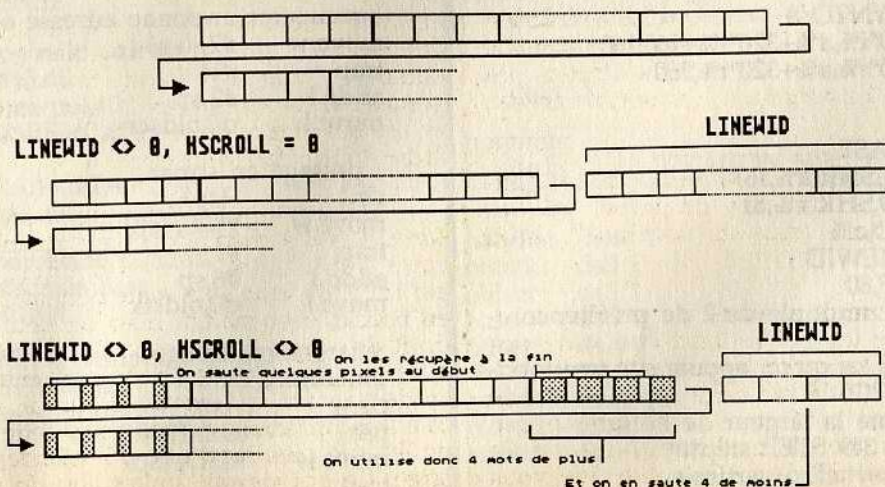 LINEWID
LINEWID <> 0, HSCROLL = 0
LINEWID
LINEWID <> 0, HSCROLL <> 0
On les récupère à la fin
On saute quelques pixels au début
On utilise donc 4 mots de plus
Et on en saute 4 de moins